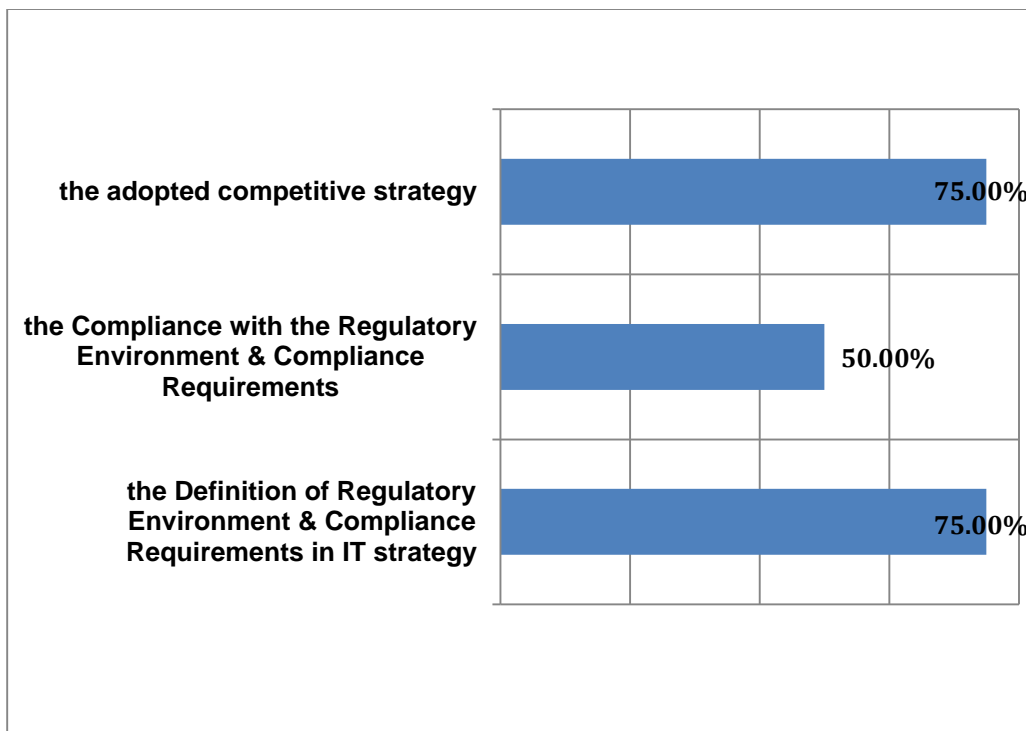 the adopted competitive strategy
75.00%
the Compliance with the Regulatory
Environment & Compliance
Requirements
50.00%
the Definition of Regulatory
Environment & Compliance
Requirements in IT strategy
75.00%